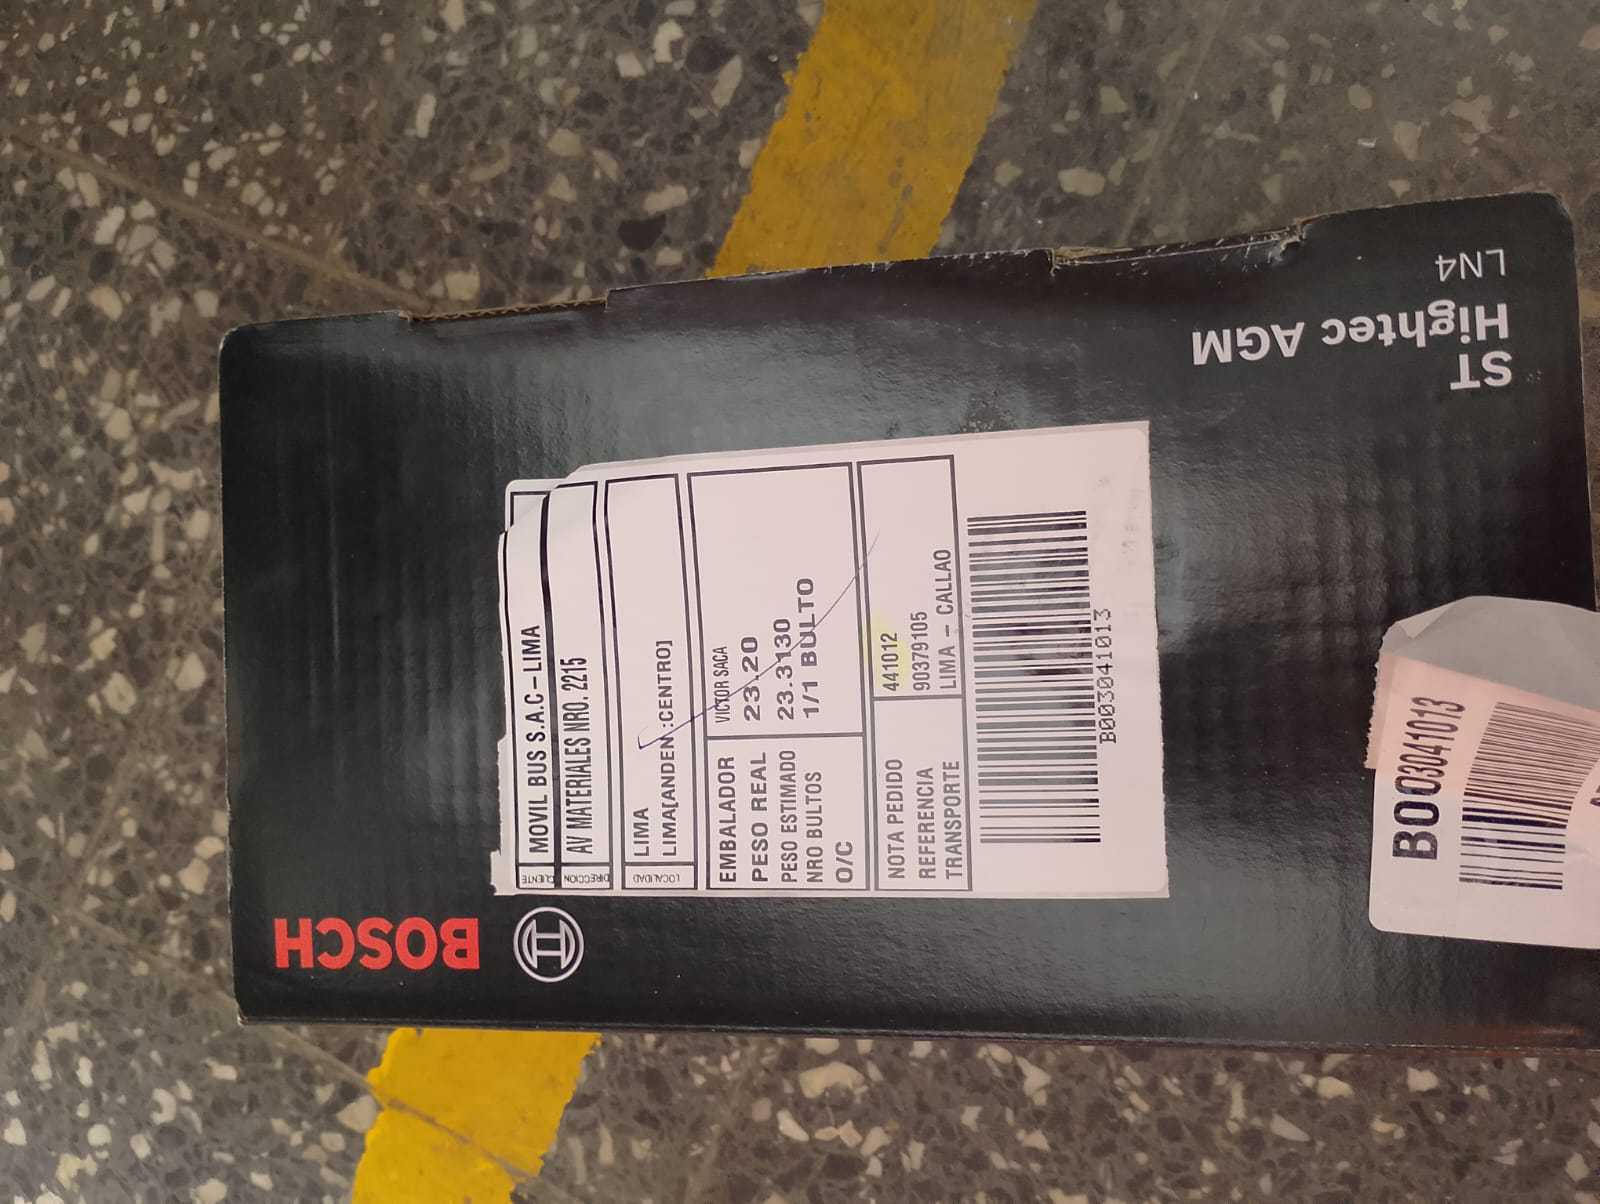 ST
Hightec AGM
LN4
BOSCH
CLIENTE MOVIL BUS S.A.C-LIMA
DIRECCION AV MATERIALES NRO. 2215
LOCALIDAD LIMA
LIMA[ANDEN:CENTRO]
EMBALADOR VICTOR SACA
PESO REAL 23.20
PESO ESTIMADO 23.3130
NRO BULTOS 1/1 BULTO
O/C
NOTA PEDIDO 441012
REFERENCIA 90379105
TRANSPORTE LIMA - CALLAO
B003041013
B003041013